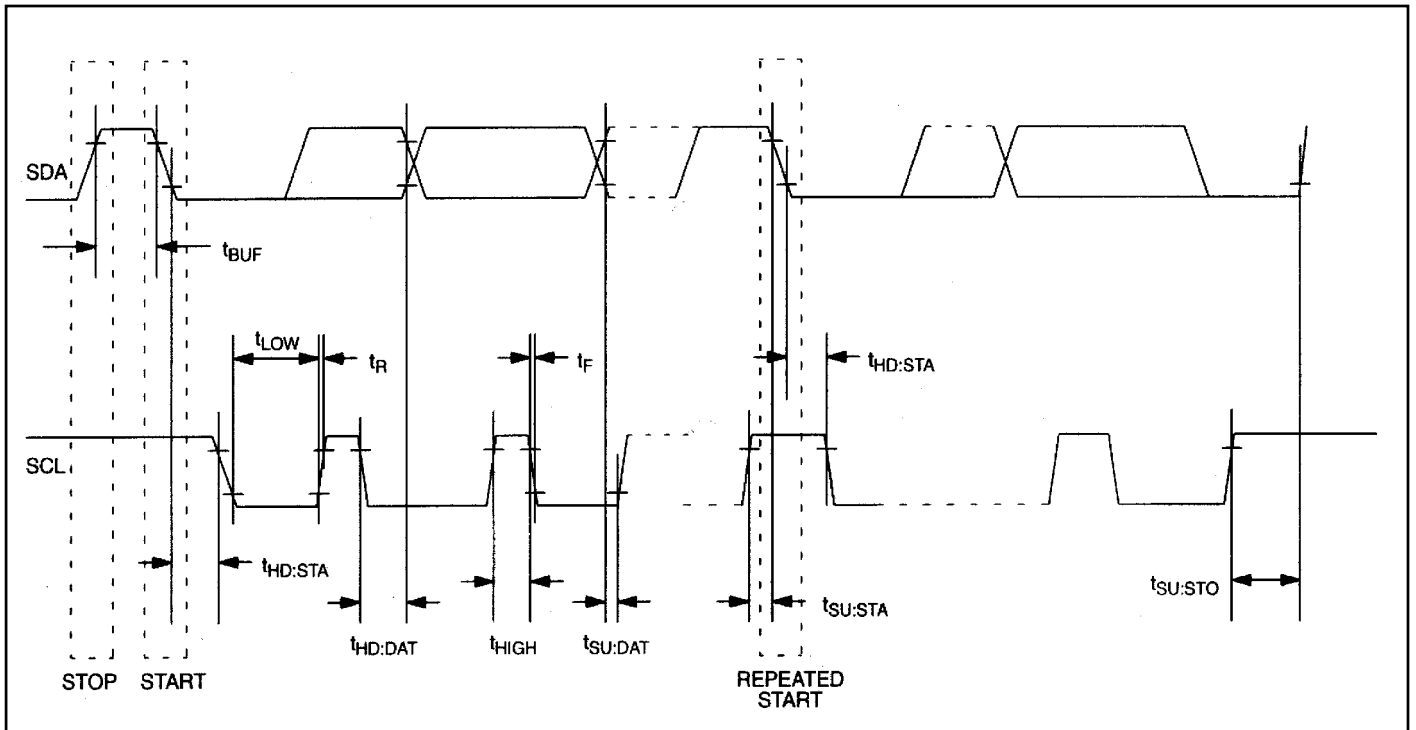 SDA
tBUF
tLOW
tR
tF
tHD:STA
SCL
tHD:STA
tSU:STO
tSU:STA
tHD:DAT
tHIGH
tSU:DAT
STOP
START
REPEATED
START